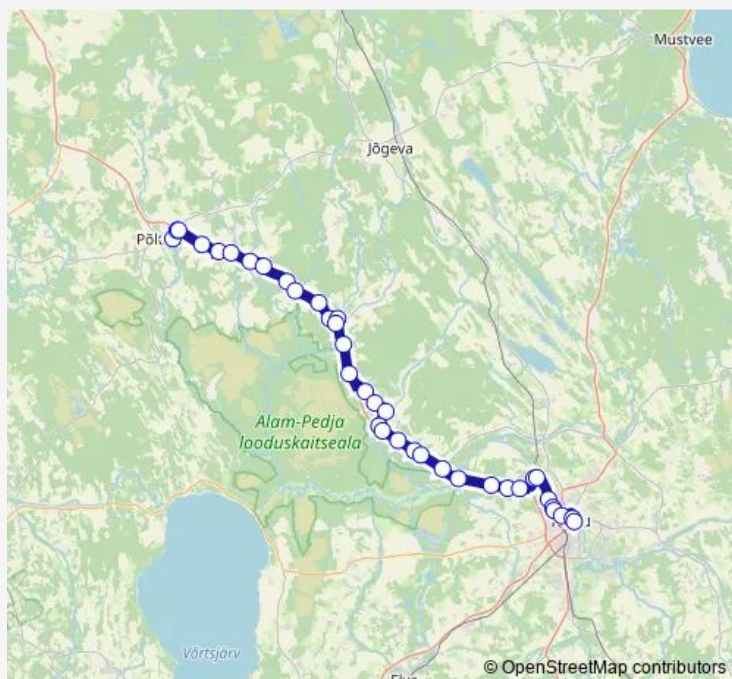 Mustvee
Jõgeva
Alam-Pedja
looduskaitseala
Võrtsjärv
© OpenStreetMap contributors